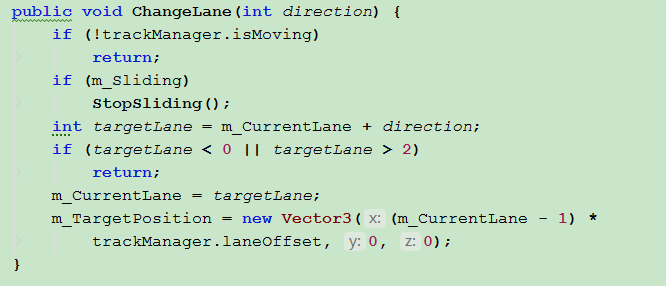 public void ChangeLane(int direction) {
    if (!trackManager.isMoving)
        return;
    if (m_Sliding)
        StopSliding();
    int targetLane = m_CurrentLane + direction;
    if (targetLane < 0 || targetLane > 2)
        return;
    m_CurrentLane = targetLane;
    m_TargetPosition = new Vector3( x: (m_CurrentLane - 1) *
        trackManager.laneOffset, y: 0, z: 0);
}